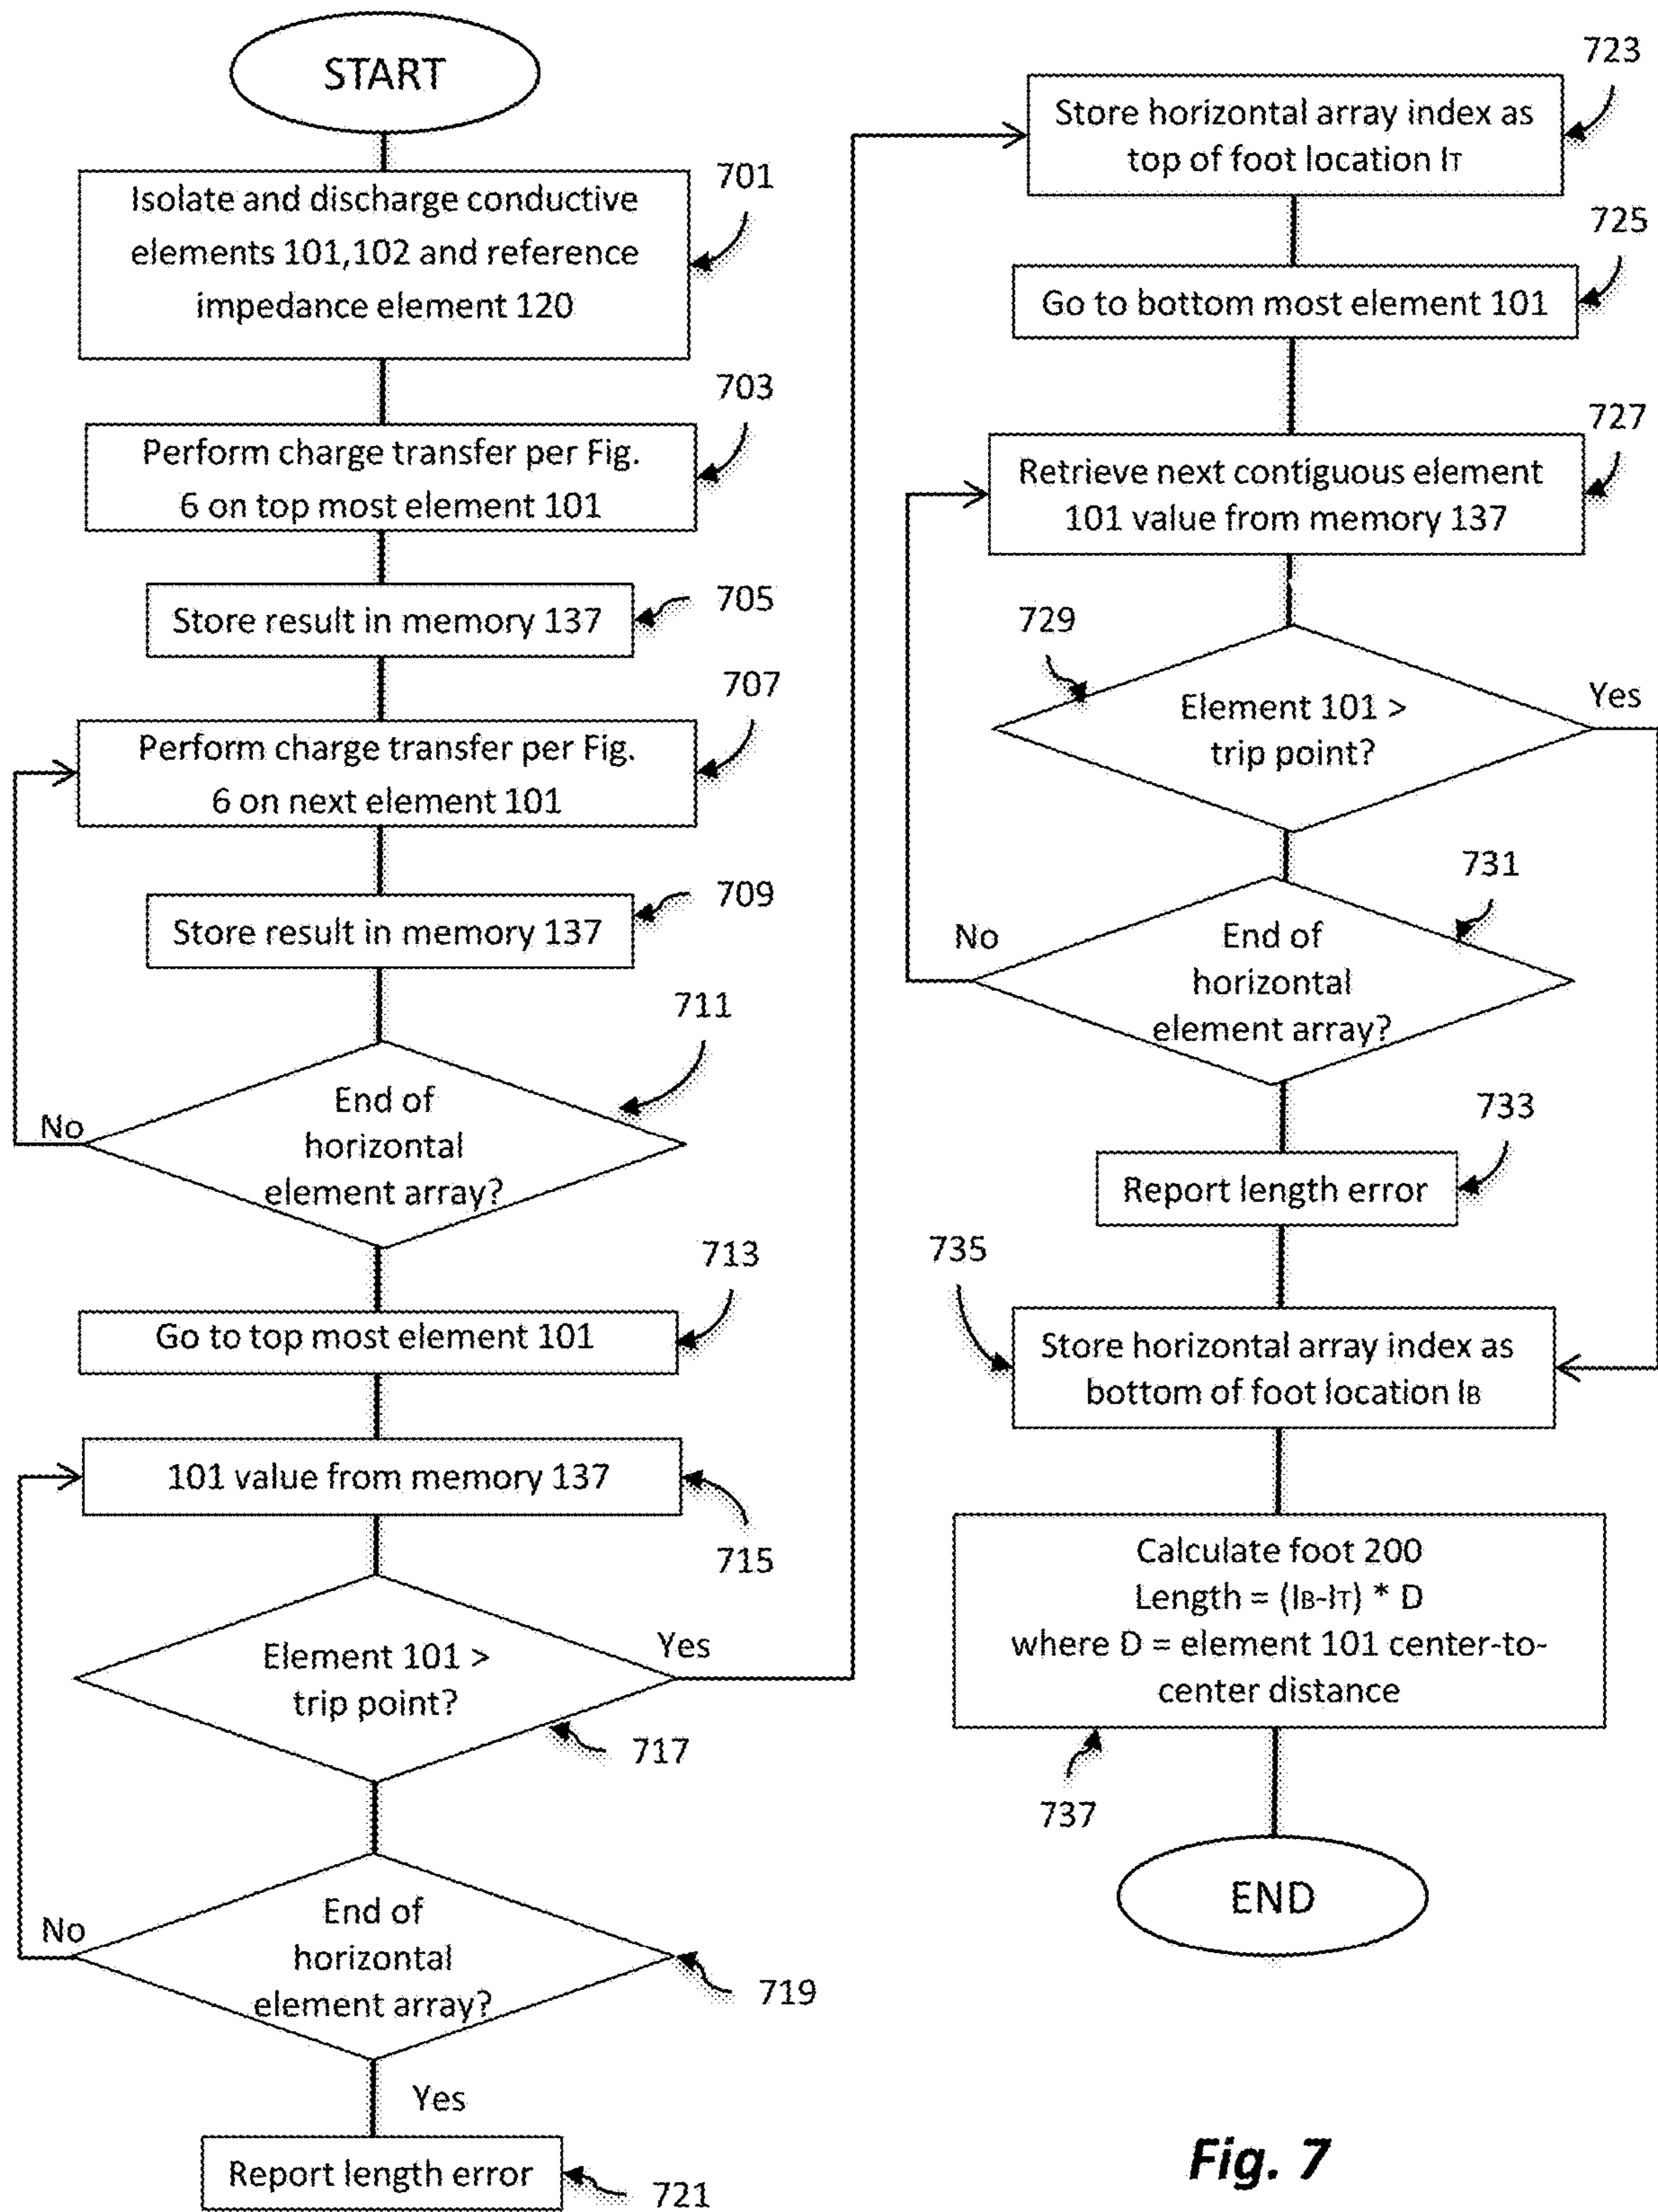 START
701
Isolate and discharge conductive
elements 101,102 and reference
impedance element 120
703
Perform charge transfer per Fig.
6 on top most element 101
705
Store result in memory 137
707
Perform charge transfer per Fig.
6 on next element 101
709
Store result in memory 137
711
End of
horizontal
element array?
No
713
Go to top most element 101
101 value from memory 137
715
Element 101 >
trip point?
Yes
717
End of
horizontal
element array?
No
719
Yes
Report length error
721
723
Store horizontal array index as
top of foot location IT
725
Go to bottom most element 101
727
Retrieve next contiguous element
101 value from memory 137
729
Element 101 >
trip point?
Yes
731
End of
horizontal
element array?
No
733
Report length error
735
Store horizontal array index as
bottom of foot location IB
Calculate foot 200
Length = (IB-IT) * D
where D = element 101 center-to-
center distance
737
END
Fig. 7